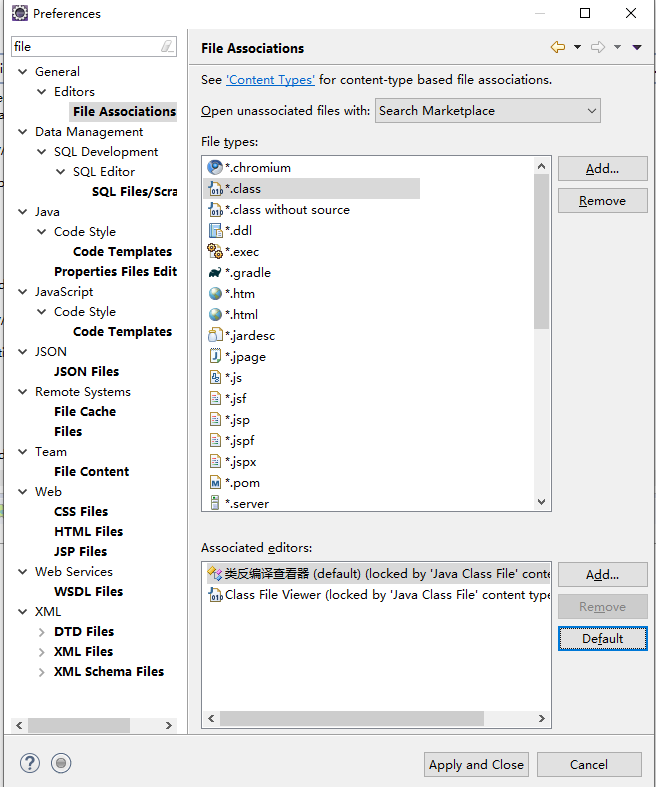 Preferences
file
General
Editors
File Associations
Data Management
SQL Development
SQL Editor
SQL Files/Scra
Java
Code Style
Code Templates
Properties Files Edit
JavaScript
Code Style
Code Templates
JSON
JSON Files
Remote Systems
File Cache
Files
Team
File Content
Web
CSS Files
HTML Files
JSP Files
Web Services
WSDL Files
XML
DTD Files
XML Files
XML Schema Files
File Associations
See 'Content Types' for content-type based file associations.
Open unassociated files with: Search Marketplace
File types:
*.chromium
*.class
*.class without source
*.ddl
*.exec
*.gradle
*.htm
*.html
*.jardesc
*.jpage
*.js
*.jsf
*.jsp
*.jspf
*.jspx
*.pom
*.server
Add...
Remove
Associated editors:
类反编译查看器 (default) (locked by 'Java Class File' conte
Class File Viewer (locked by 'Java Class File' content type
Add...
Remove
Default
Apply and Close
Cancel